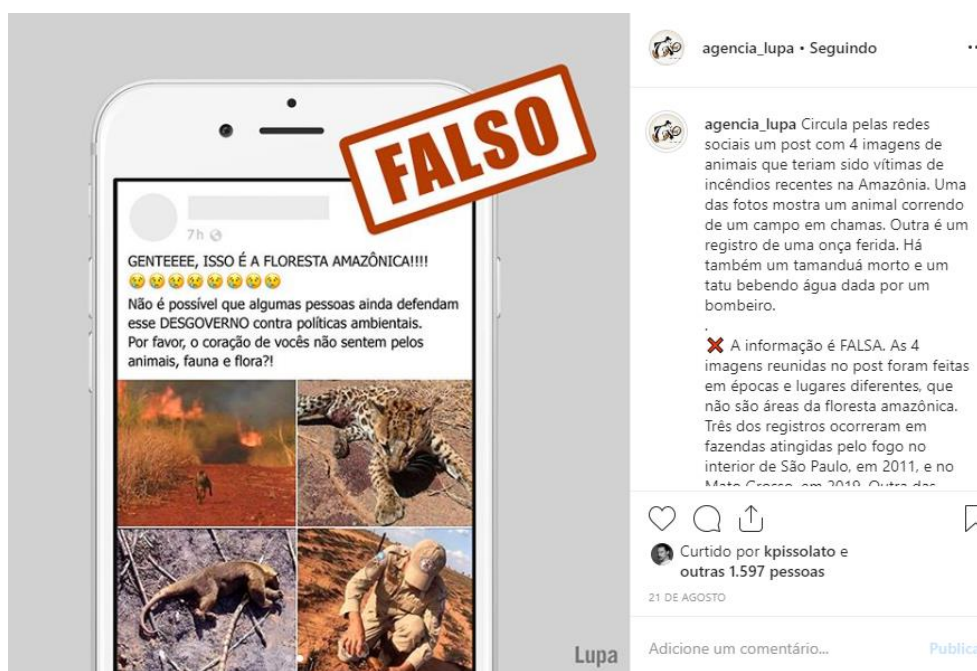 FALSO
7h
GENTEEEE, ISSO É A FLORESTA AMAZÔNICA!!!!
😢😢😢😢😢😢😢😢
Não é possível que algumas pessoas ainda defendam
esse DESGOVERNO contra políticas ambientais.
Por favor, o coração de vocês não sentem pelos
animais, fauna e flora?!
Lupa
agencia_lupa • Seguindo
agencia_lupa Circula pelas redes
sociais um post com 4 imagens de
animais que teriam sido vítimas de
incêndios recentes na Amazônia. Uma
das fotos mostra um animal correndo
de um campo em chamas. Outra é um
registro de uma onça ferida. Há
também um tamanduá morto e um
tatu bebendo água dada por um
bombeiro.
.
❌ A informação é FALSA. As 4
imagens reunidas no post foram feitas
em épocas e lugares diferentes, que
não são áreas da floresta amazônica.
Três dos registros ocorreram em
fazendas atingidas pelo fogo no
interior de São Paulo, em 2011, e no
Mato Grosso, em 2019. Outra das
Curtido por kpissolato e
outras 1.597 pessoas
21 DE AGOSTO
Adicione um comentário...
Publica